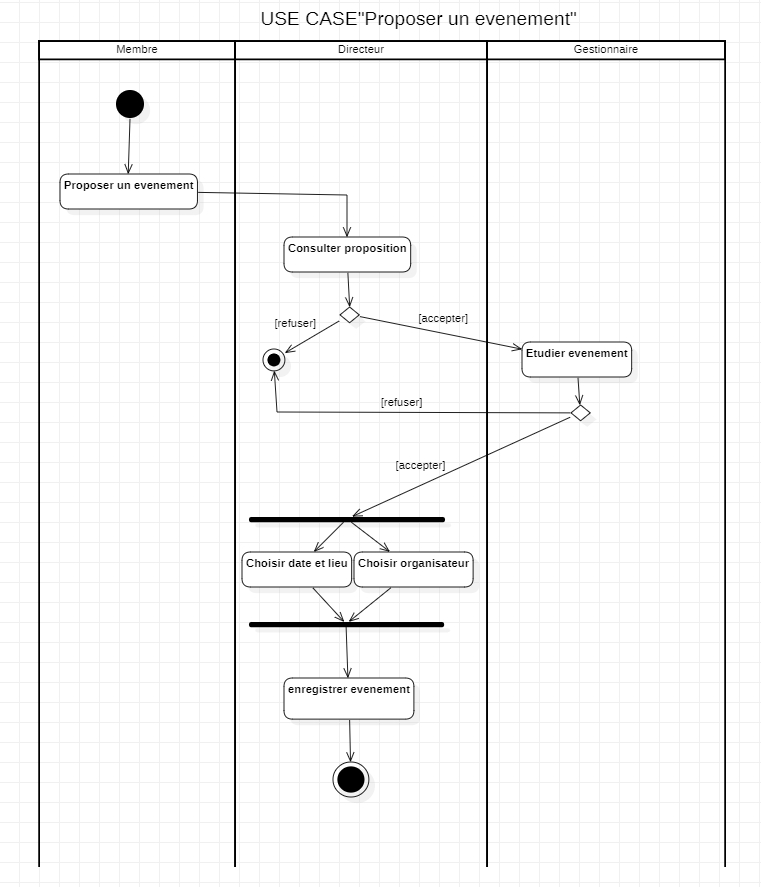 USE CASE"Proposer un evenement"
Membre
Directeur
Gestionnaire
Proposer un evenement
Consulter proposition
[refuser]
[accepter]
Etudier evenement
[refuser]
[accepter]
Choisir date et lieu
Choisir organisateur
enregistrer evenement